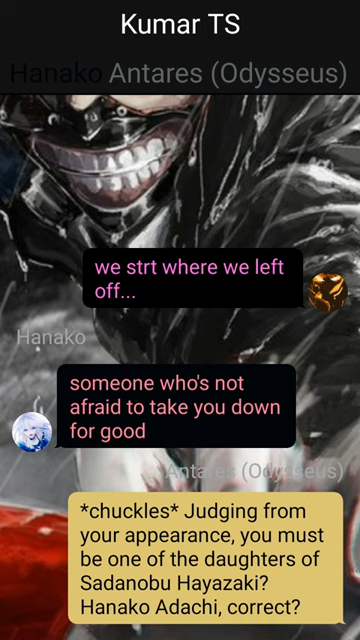 Kumar TS
Hanako Antares (Odysseus)
we strt where we left
off...
Hanako
someone who's not
afraid to take you down
for good
Antares (Odysseus)
*chuckles* Judging from
your appearance, you must
be one of the daughters of
Sadanobu Hayazaki?
Hanako Adachi, correct?